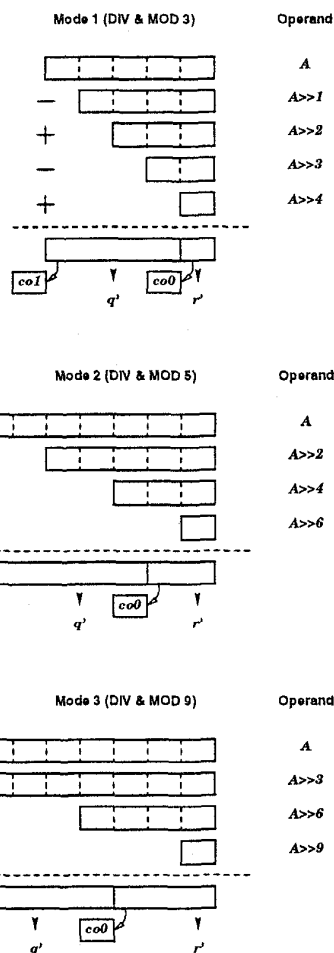 Mode 1 (DIV & MOD 3) Operand
A
− A>>1
+ A>>2
− A>>3
+ A>>4
co1 co0
q' r'
Mode 2 (DIV & MOD 5) Operand
A
A>>2
A>>4
A>>6
co0
q' r'
Mode 3 (DIV & MOD 9) Operand
A
A>>3
A>>6
A>>9
co0
q' r'